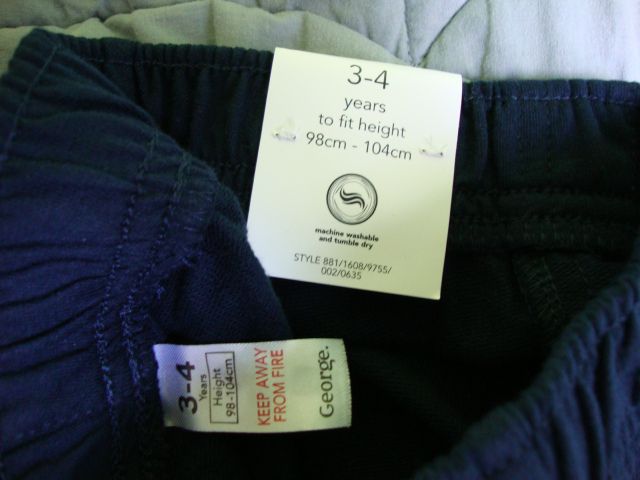 3-4
years
to fit height
98cm - 104cm
machine washable
and tumble dry
STYLE 881/1608/9755/
002/0635
3-4
Years
Height
98-104cm
KEEP AWAY
FROM FIRE
George.